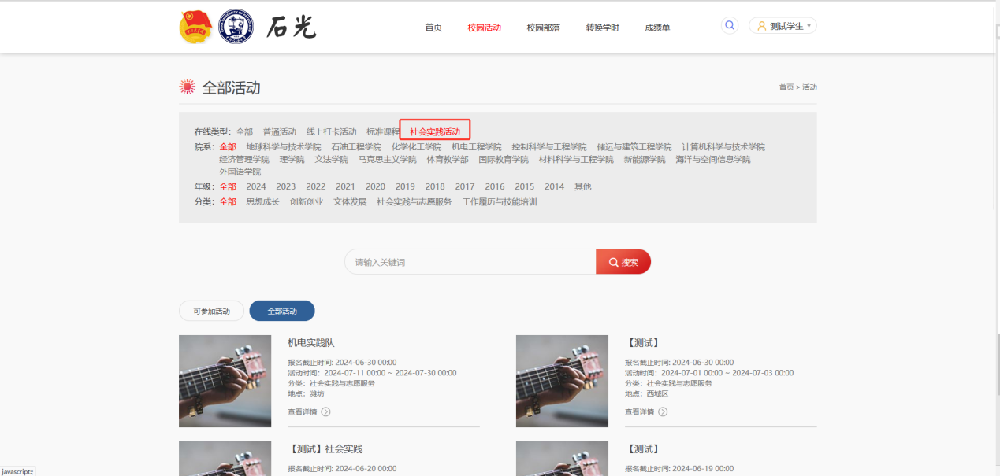 石光
首页 校园活动 校园部落 转换学时 成绩单 测试学生
全部活动
首页 > 活动
在线类型: 全部 普通活动 线上打卡活动 标准课程 社会实践活动
院系: 全部 地球科学与技术学院 石油工程学院 化学化工学院 机电工程学院 控制科学与工程学院 储运与建筑工程学院 计算机科学与技术学院
经济管理学院 理学院 文法学院 马克思主义学院 体育教学部 国际教育学院 材料科学与工程学院 新能源学院 海洋与空间信息学院
外国语学院
年级: 全部 2024 2023 2022 2021 2020 2019 2018 2017 2016 2015 2014 其他
分类: 全部 思想成长 创新创业 文体发展 社会实践与志愿服务 工作履历与技能培训
请输入关键词 搜索
可参加活动 全部活动
机电实践队
报名截止时间: 2024-06-30 00:00
活动时间: 2024-07-11 00:00 ~ 2024-07-30 00:00
分类: 社会实践与志愿服务
地点: 潍坊
查看详情
【测试】
报名截止时间: 2024-06-30 00:00
活动时间: 2024-07-01 00:00 ~ 2024-07-03 00:00
分类: 社会实践与志愿服务
地点: 西城区
查看详情
【测试】社会实践
报名截止时间: 2024-06-20 00:00
【测试】
报名截止时间: 2024-06-19 00:00
javascript:;